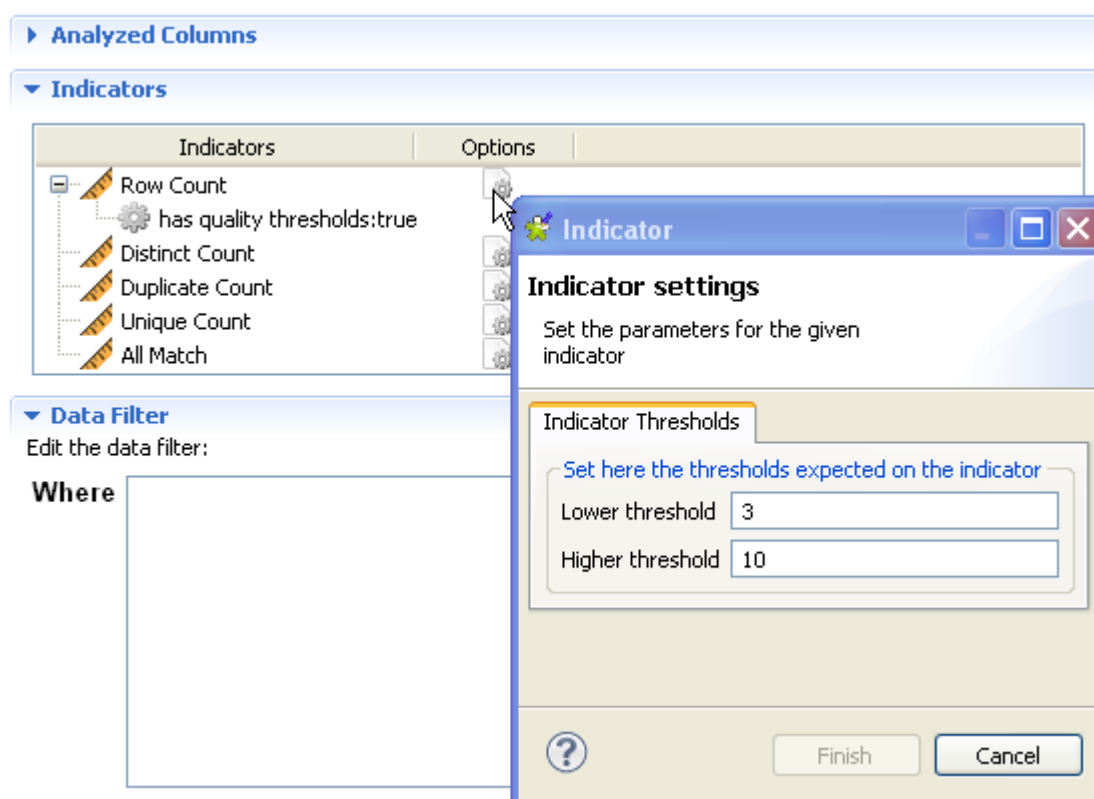 Analyzed Columns
Indicators
Indicators Options
Row Count
has quality thresholds:true
Distinct Count
Duplicate Count
Unique Count
All Match
Data Filter
Edit the data filter:
Where
Indicator
Indicator settings
Set the parameters for the given
indicator
Indicator Thresholds
Set here the thresholds expected on the indicator
Lower threshold 3
Higher threshold 10
? Finish Cancel